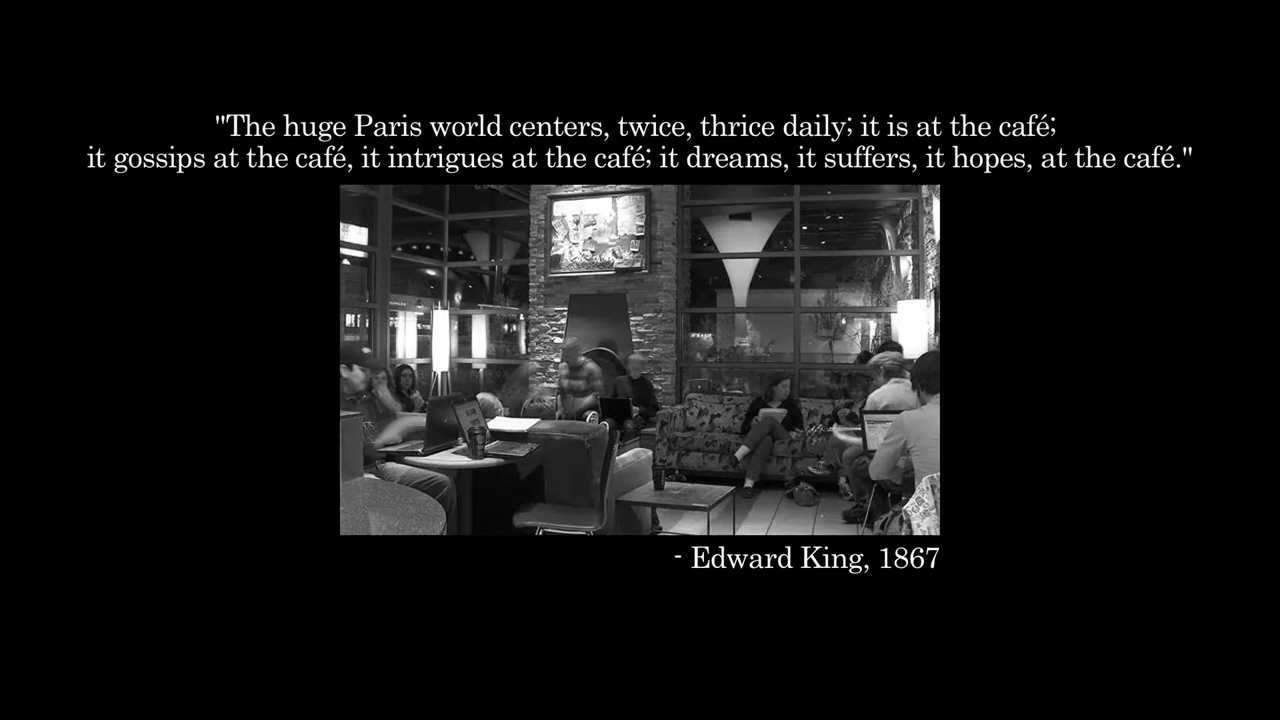 "The huge Paris world centers, twice, thrice daily; it is at the café;
it gossips at the café, it intrigues at the café; it dreams, it suffers, it hopes, at the café."
- Edward King, 1867